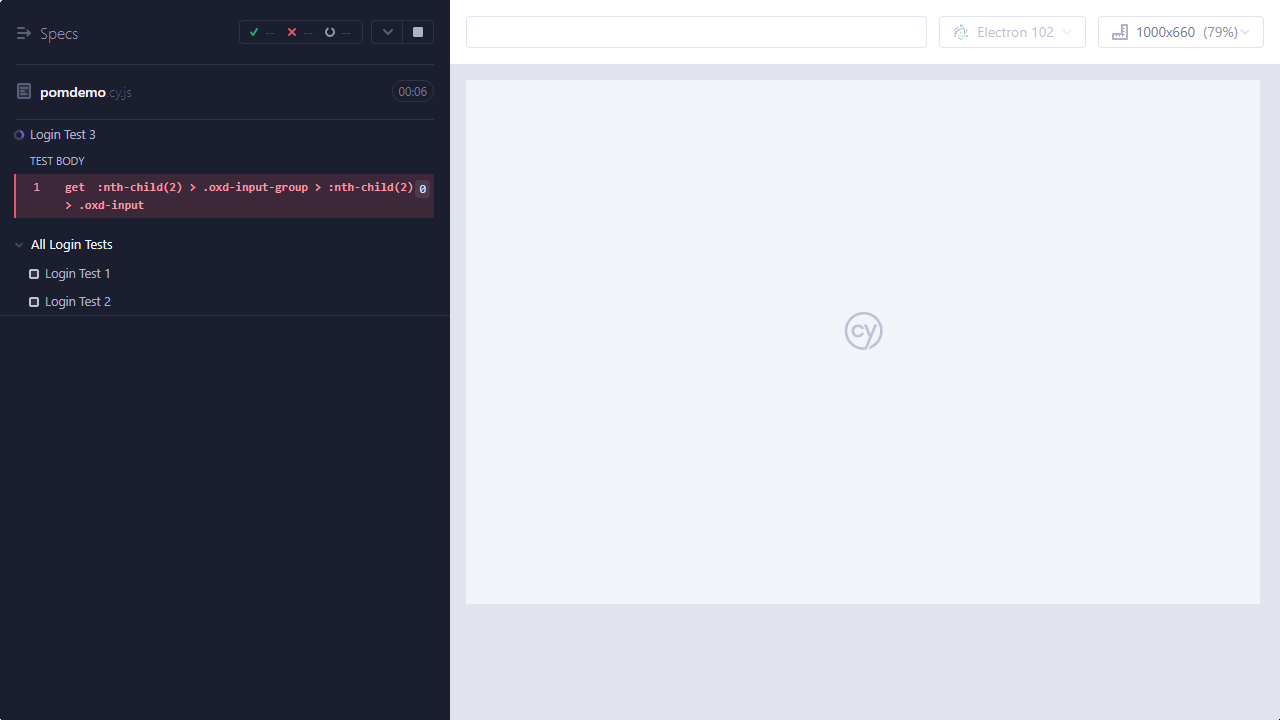 Specs
-- -- --
pomdemo.cy.js 00:06
Login Test 3
TEST BODY
1 get :nth-child(2) > .oxd-input-group > :nth-child(2) 0
> .oxd-input
All Login Tests
Login Test 1
Login Test 2
Electron 102
1000x660 (79%)
cy